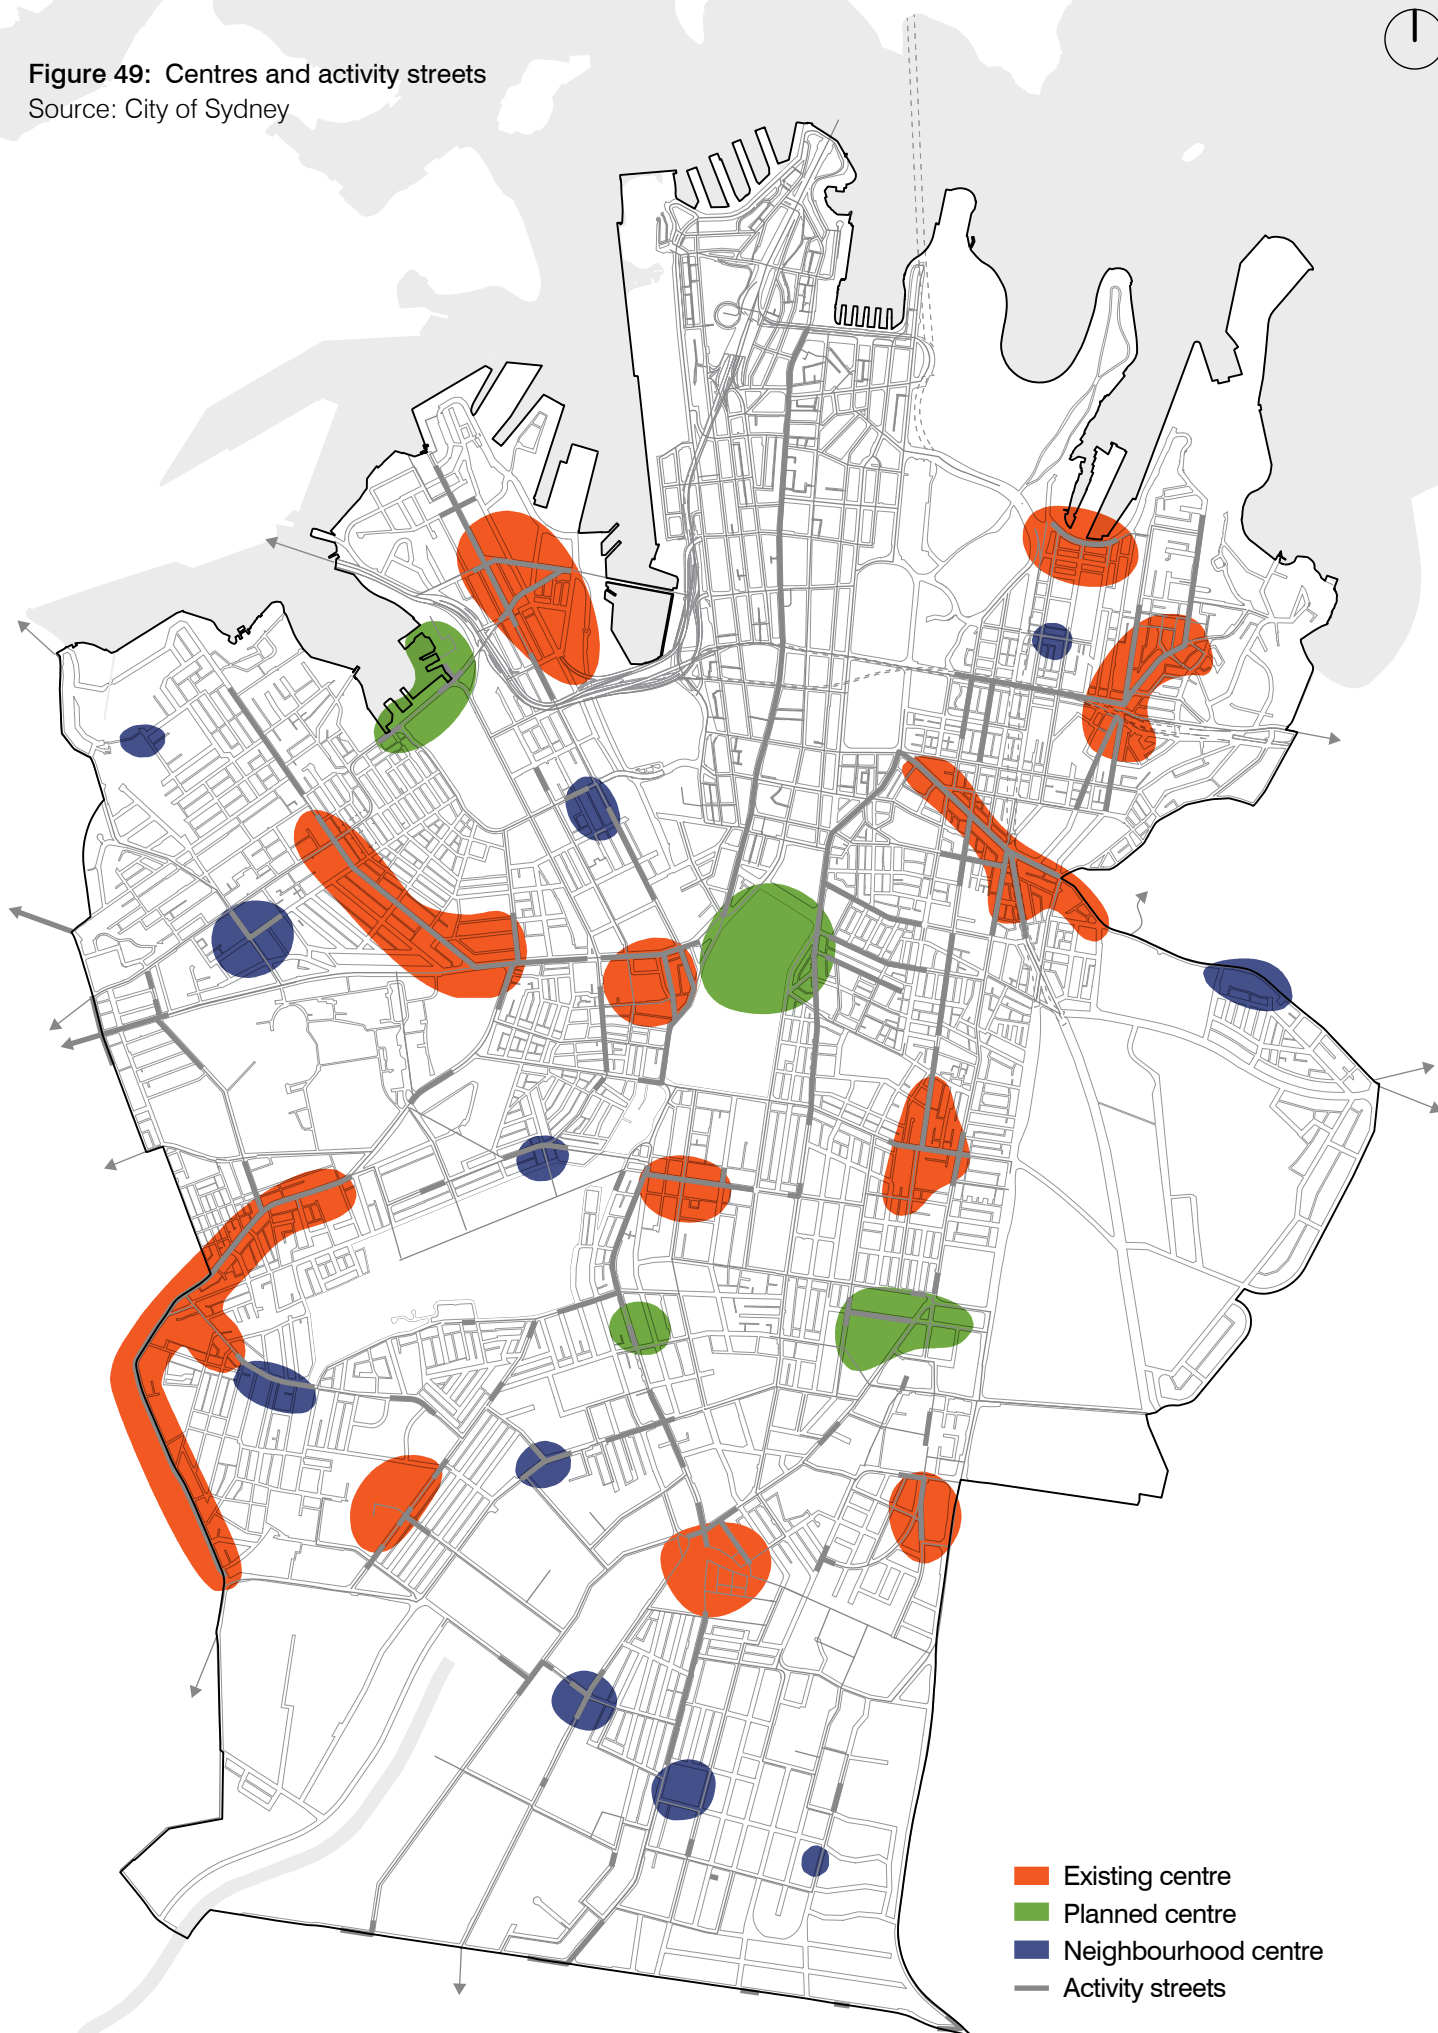 Figure 49: Centres and activity streets
Source: City of Sydney
Existing centre
Planned centre
Neighbourhood centre
Activity streets